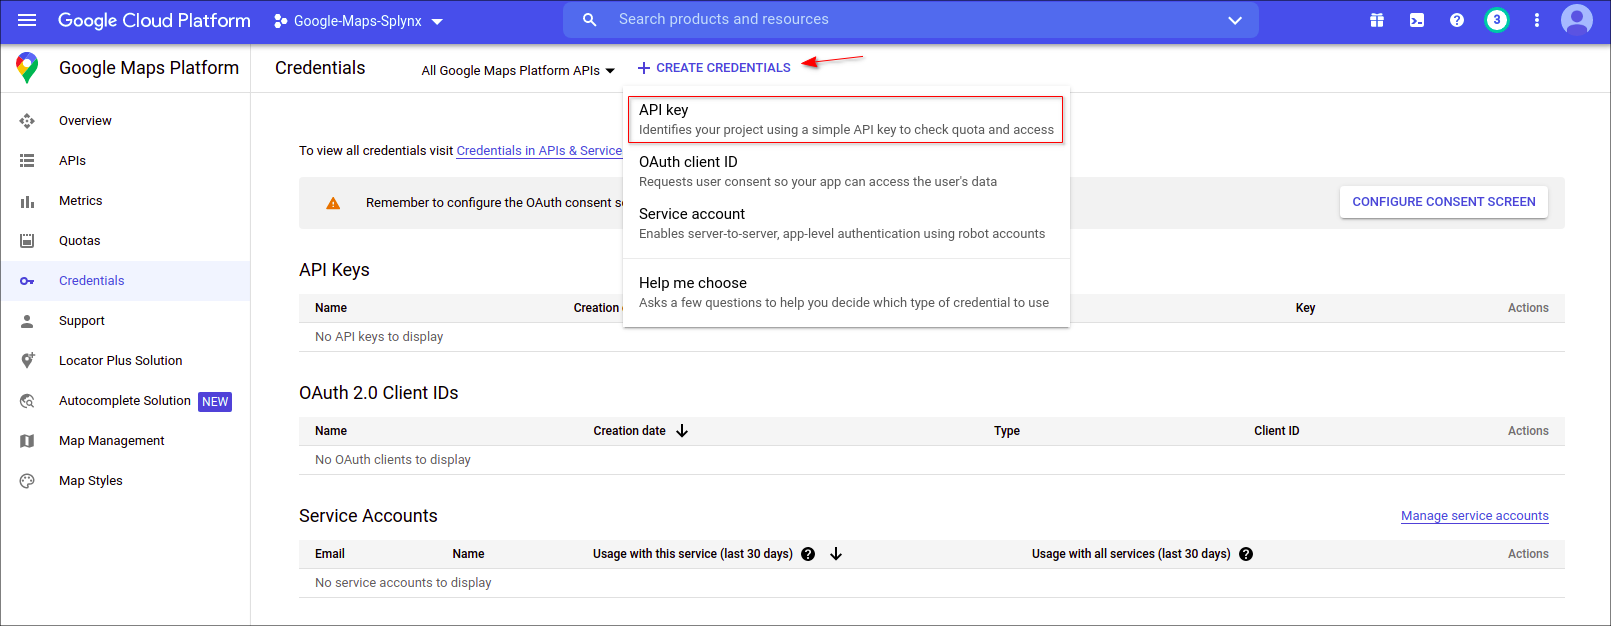 Google Cloud Platform
Google-Maps-Splynx
Search products and resources
3
Google Maps Platform
Credentials
All Google Maps Platform APIs
CREATE CREDENTIALS
Overview
APIs
Metrics
Quotas
Credentials
Support
Locator Plus Solution
Autocomplete Solution NEW
Map Management
Map Styles
API key
Identifies your project using a simple API key to check quota and access
OAuth client ID
Requests user consent so your app can access the user's data
Service account
Enables server-to-server, app-level authentication using robot accounts
Help me choose
Asks a few questions to help you decide which type of credential to use
To view all credentials visit Credentials in APIs & Service
Remember to configure the OAuth consent
CONFIGURE CONSENT SCREEN
API Keys
Name Creation Key Actions
No API keys to display
OAuth 2.0 Client IDs
Name Creation date Type Client ID Actions
No OAuth clients to display
Service Accounts
Manage service accounts
Email Name Usage with this service (last 30 days) ? Usage with all services (last 30 days) ? Actions
No service accounts to display